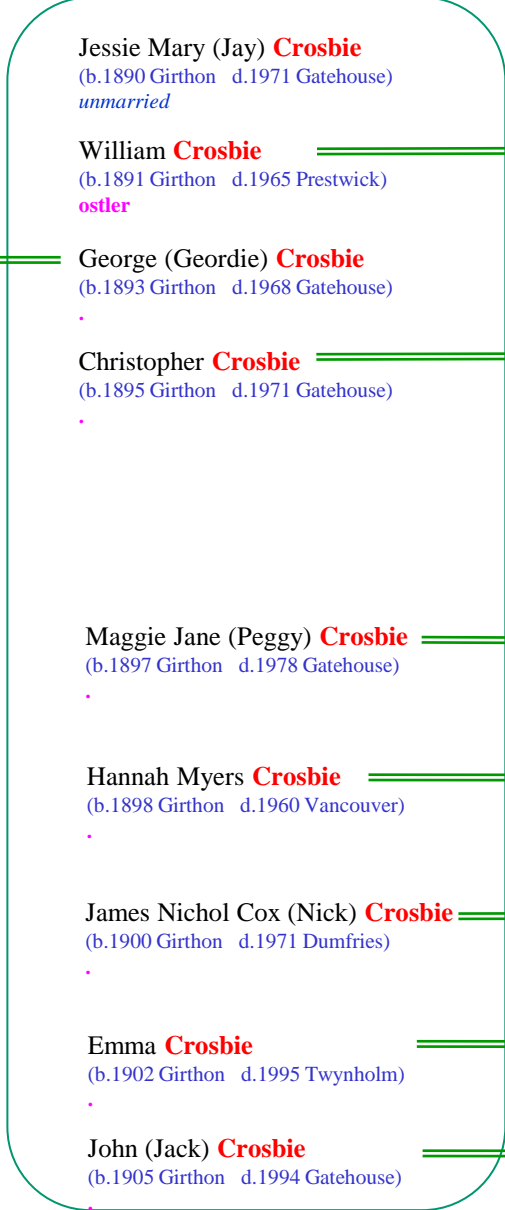 Jessie Mary (Jay) Crosbie
(b.1890 Girthon d.1971 Gatehouse)
unmarried
William Crosbie
(b.1891 Girthon d.1965 Prestwick)
ostler
George (Geordie) Crosbie
(b.1893 Girthon d.1968 Gatehouse)
.
Christopher Crosbie
(b.1895 Girthon d.1971 Gatehouse)
.
Maggie Jane (Peggy) Crosbie
(b.1897 Girthon d.1978 Gatehouse)
.
Hannah Myers Crosbie
(b.1898 Girthon d.1960 Vancouver)
.
James Nichol Cox (Nick) Crosbie
(b.1900 Girthon d.1971 Dumfries)
.
Emma Crosbie
(b.1902 Girthon d.1995 Twynholm)
.
John (Jack) Crosbie
(b.1905 Girthon d.1994 Gatehouse)
.